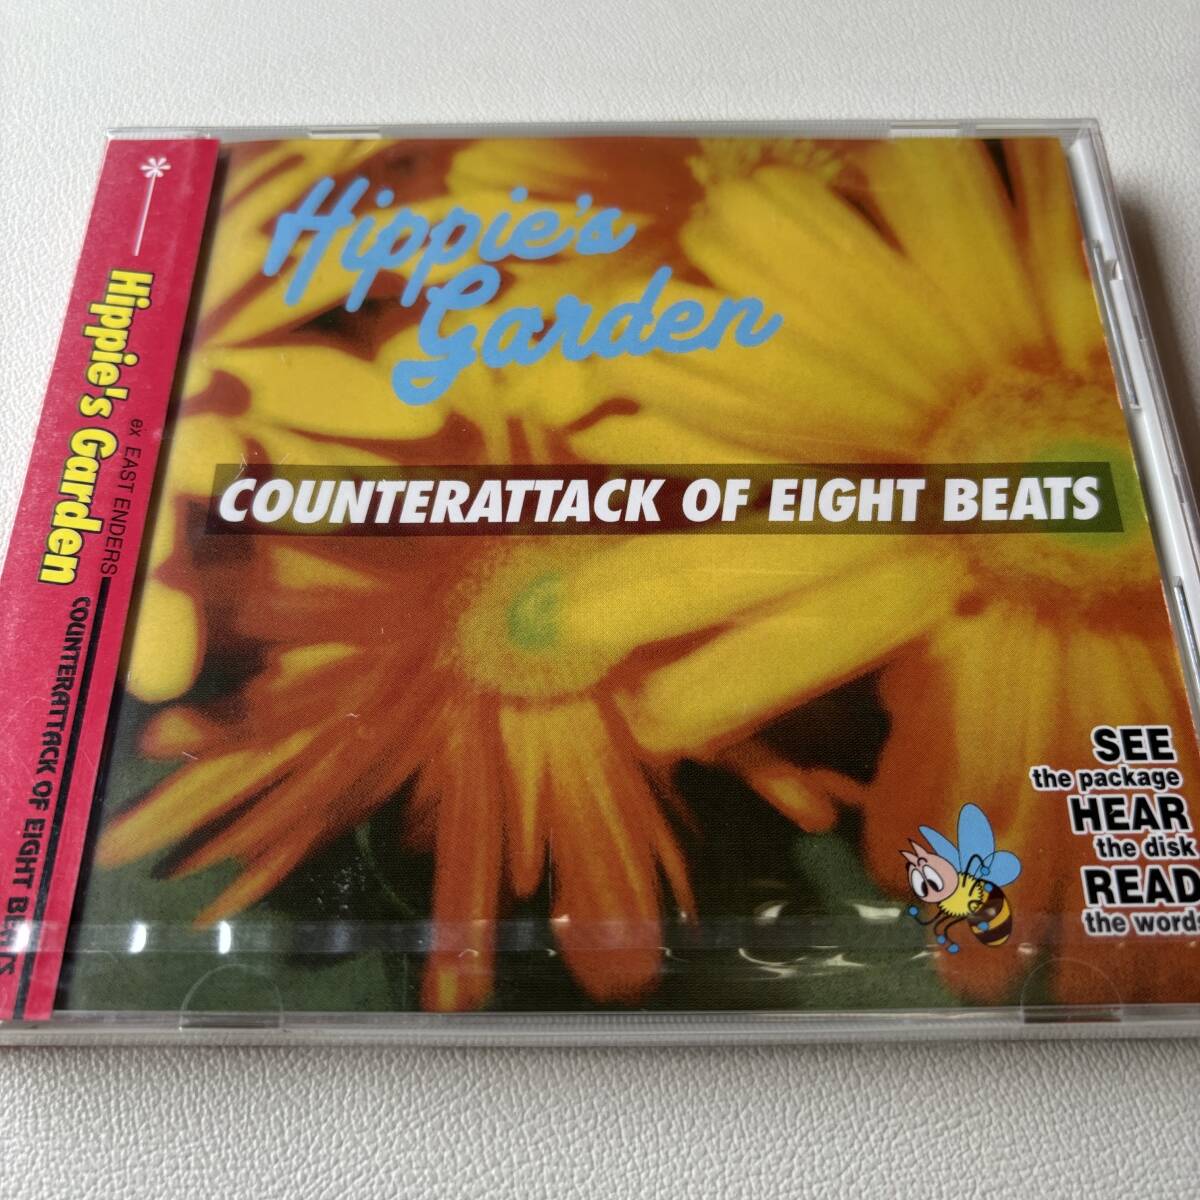 Hippie's
Garden
COUNTERATTACK OF EIGHT BEATS
SEE
the package
HEAR
the disk
READ
the words
ex EAST ENDERS
Hippie's Garden
COUNTERATTACK OF EIGHT BEATS